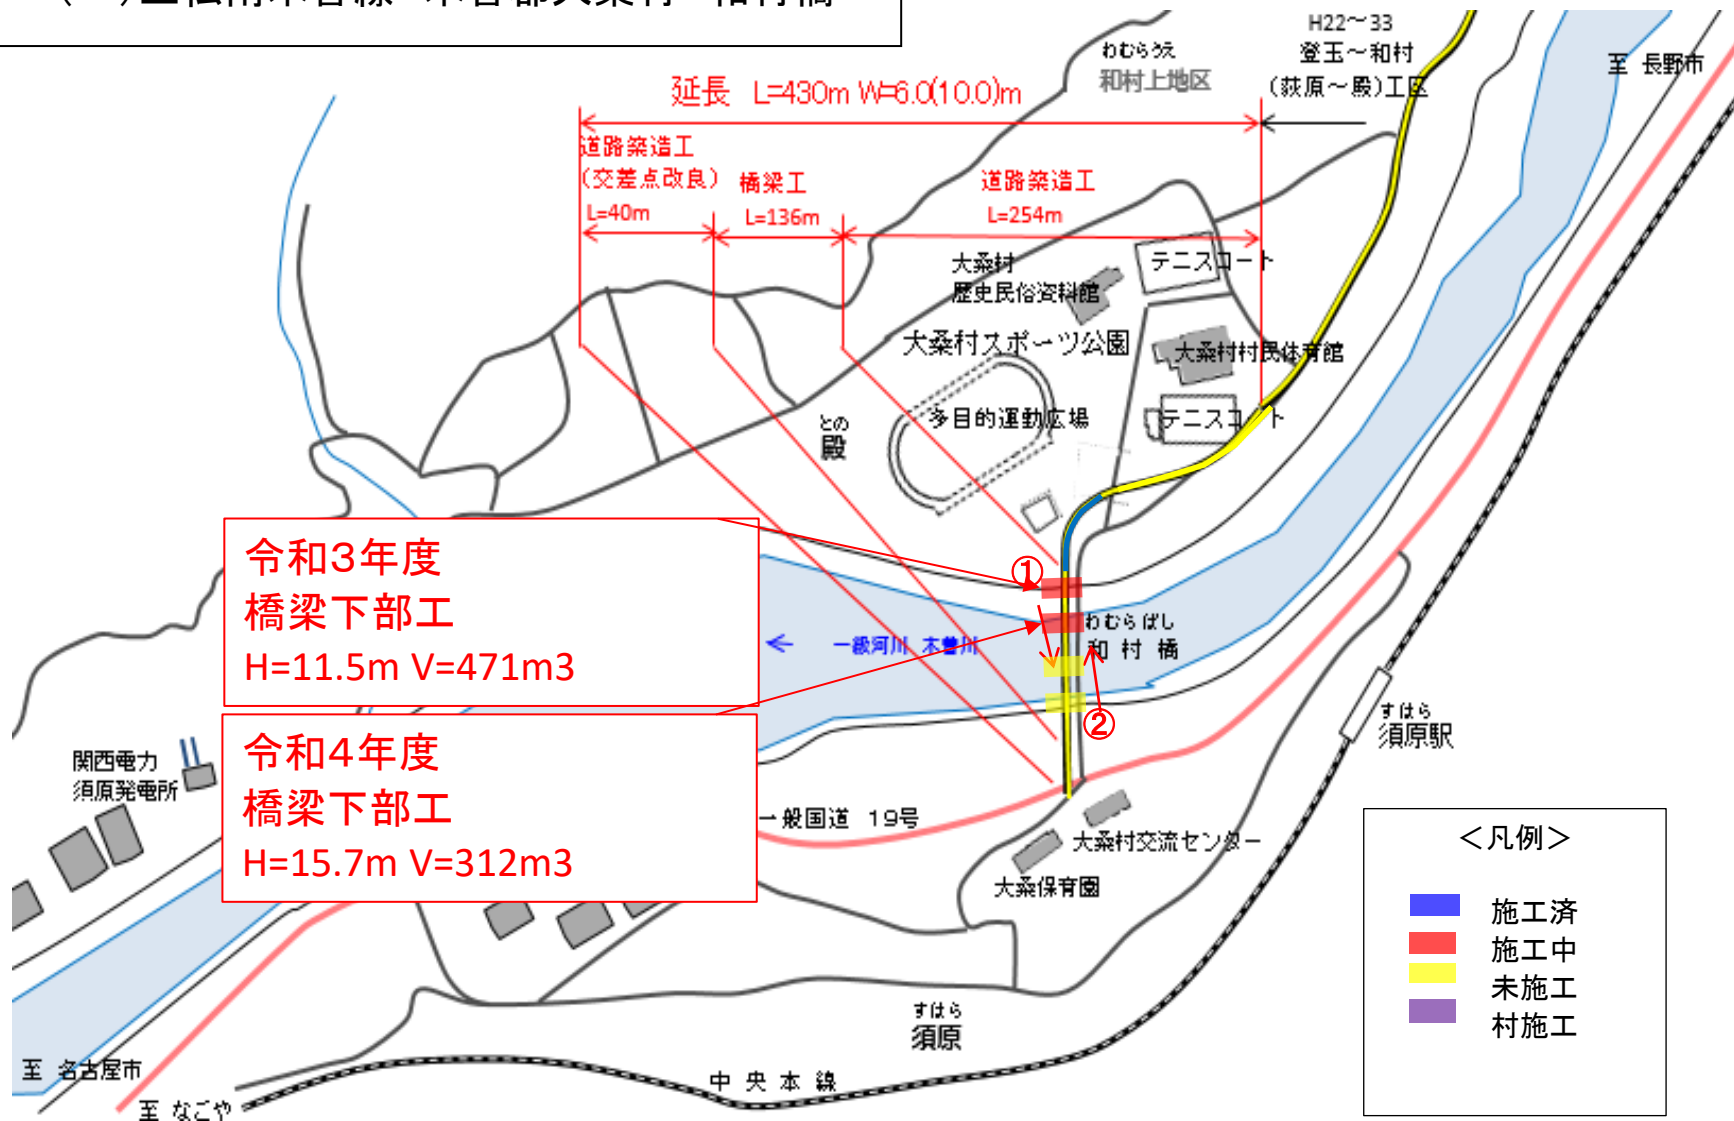 H22～33
登玉～和村
(萩原～殿)工区
至 長野市
わむらうえ
和村上地区
延長 L=430m W=6.0(10.0)m
道路築造工
(交差点改良)
L=40m
橋梁工
L=136m
道路築造工
L=254m
大桑村
歴史民俗資料館
テニスコート
大桑村スポーツ公園
大桑村村民体育館
多目的運動広場
テニスコート
との
殿
令和3年度
橋梁下部工
H=11.5m V=471m3
①
わむらばし
和村橋
← 一級河川 木曽川
②
すはら
須原駅
関西電力
須原発電所
令和4年度
橋梁下部工
H=15.7m V=312m3
一般国道 19号
大桑村交流センター
大桑保育園
＜凡例＞
施工済
施工中
未施工
村施工
すはら
須原
中央本線
至 名古屋市
至 なごや